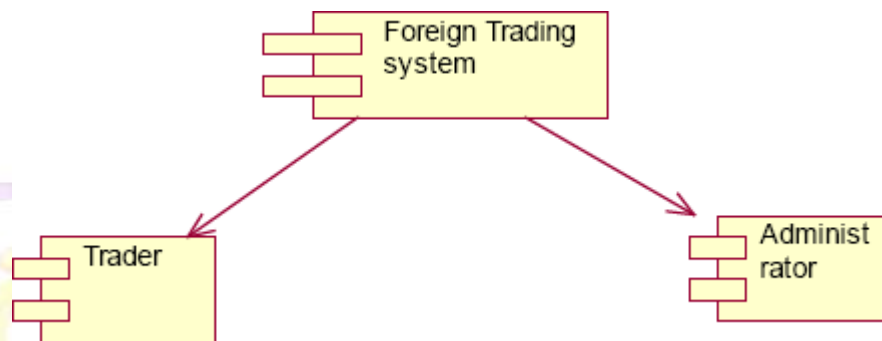 Foreign Trading
system
Trader
Administ
rator